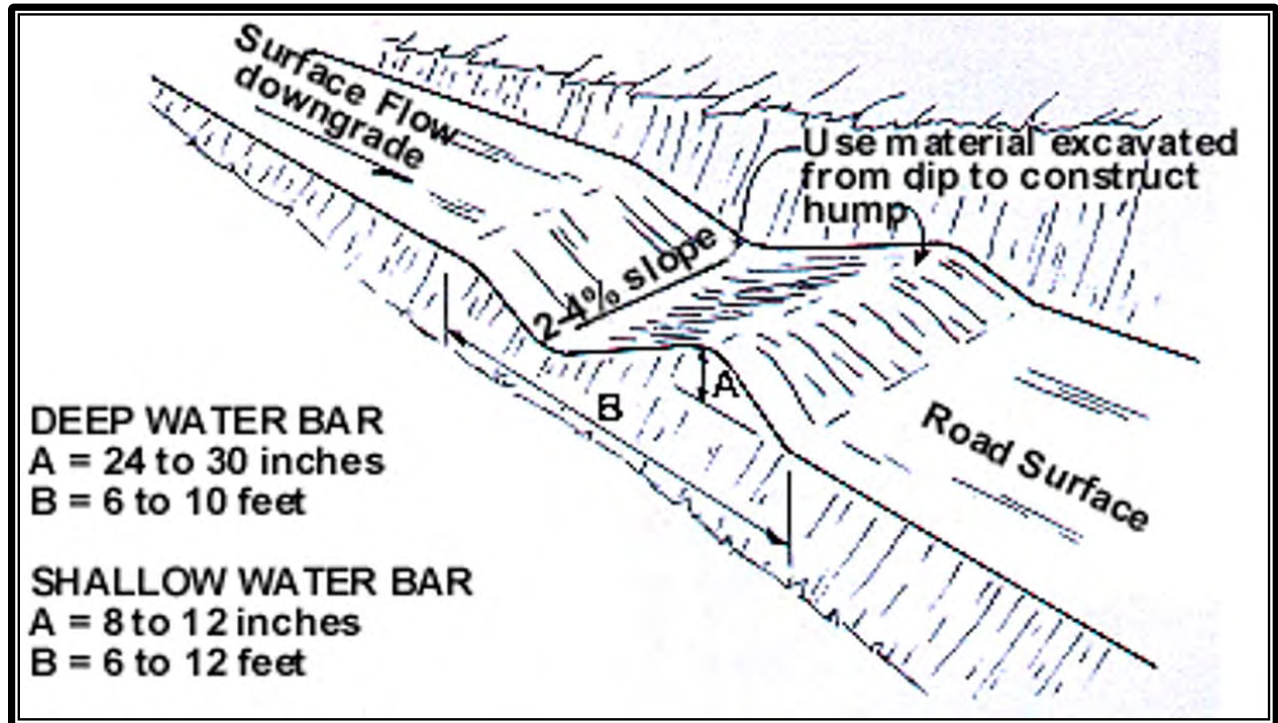 Surface Flow
downgrade
Use material excavated
from dip to construct
hump
2-4% slope
A
B
Road Surface
DEEP WATER BAR
A = 24 to 30 inches
B = 6 to 10 feet
SHALLOW WATER BAR
A = 8 to 12 inches
B = 6 to 12 feet